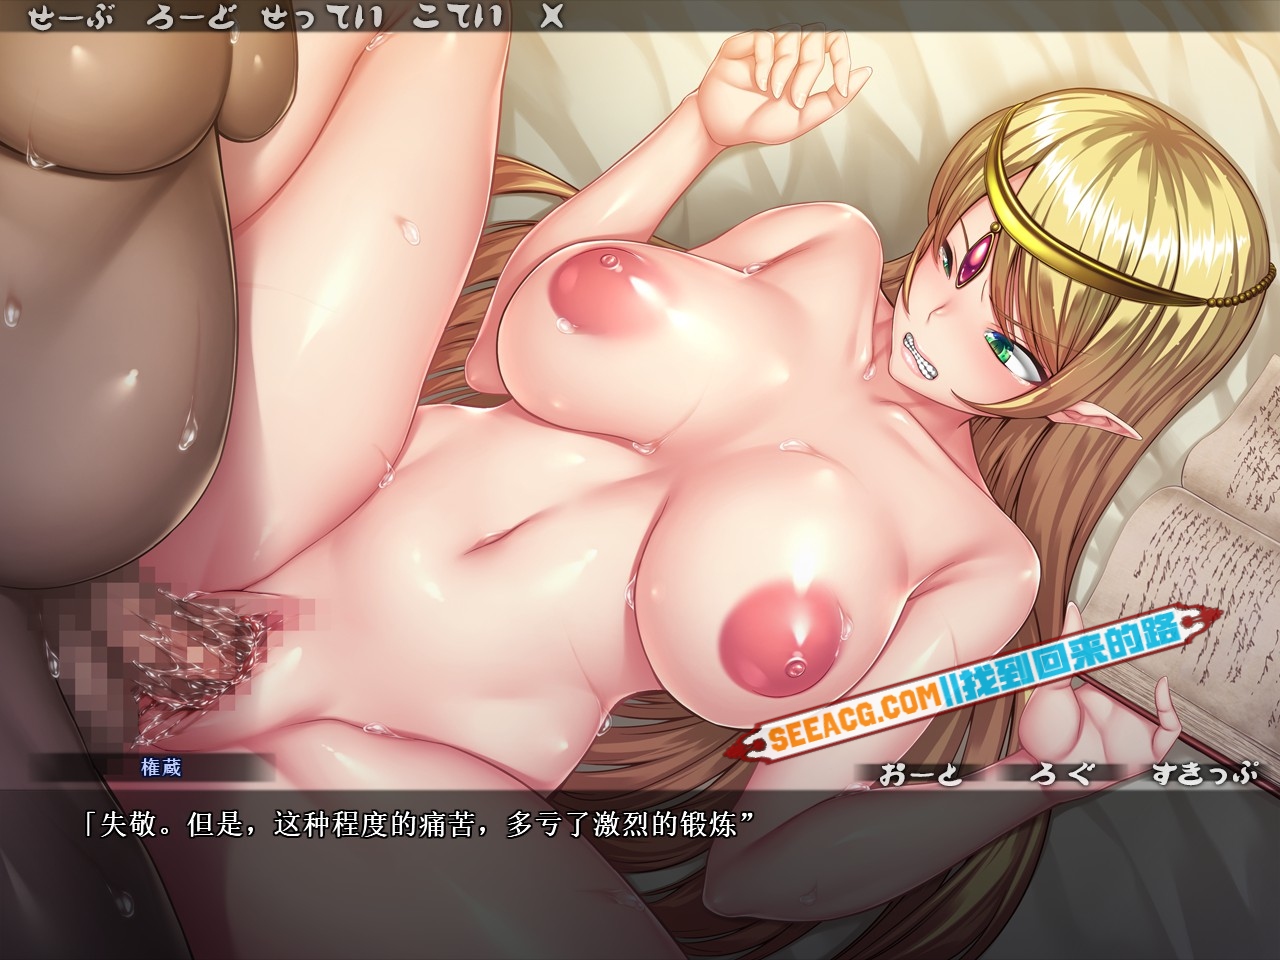 せーぶ ろーど せってい こてい X
SEEACG.COM||找到回来的路
おーと ろぐ すきっぷ
権蔵
「失敬。但是，这种程度的痛苦，多亏了激烈的锻炼”